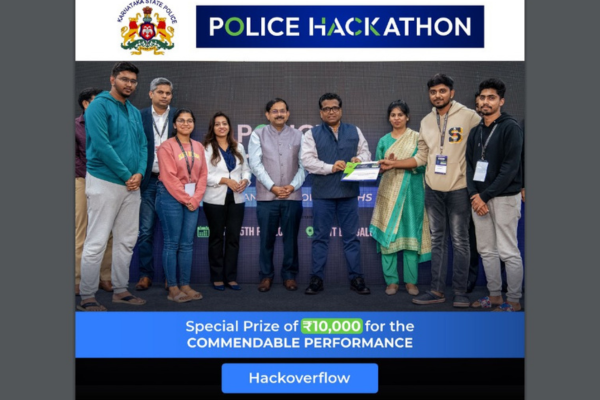 KARNATAKA STATE POLICE
POLICE HACKATHON
Special Prize of ₹10,000 for the
COMMENDABLE PERFORMANCE
Hackoverflow